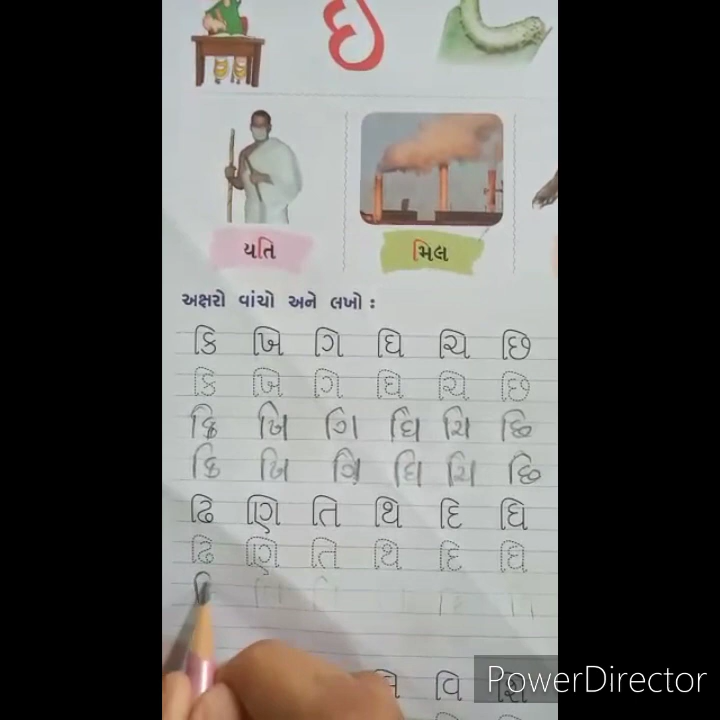 ઇ
યતિ મિલ
અક્ષરો વાંચો અને લખો :
કિ ખિ ગિ ઘિ ચિ છિ
કિ ખિ ગિ ઘિ ચિ છિ
કિ ખિ ગિ ઘિ ચિ છિ
કિ ખિ ગિ ઘિ ચિ છિ
ઢિ ણિ તિ થિ દિ ધિ
ઢિ ણિ તિ થિ દિ ધિ
વિ શિ
PowerDirector